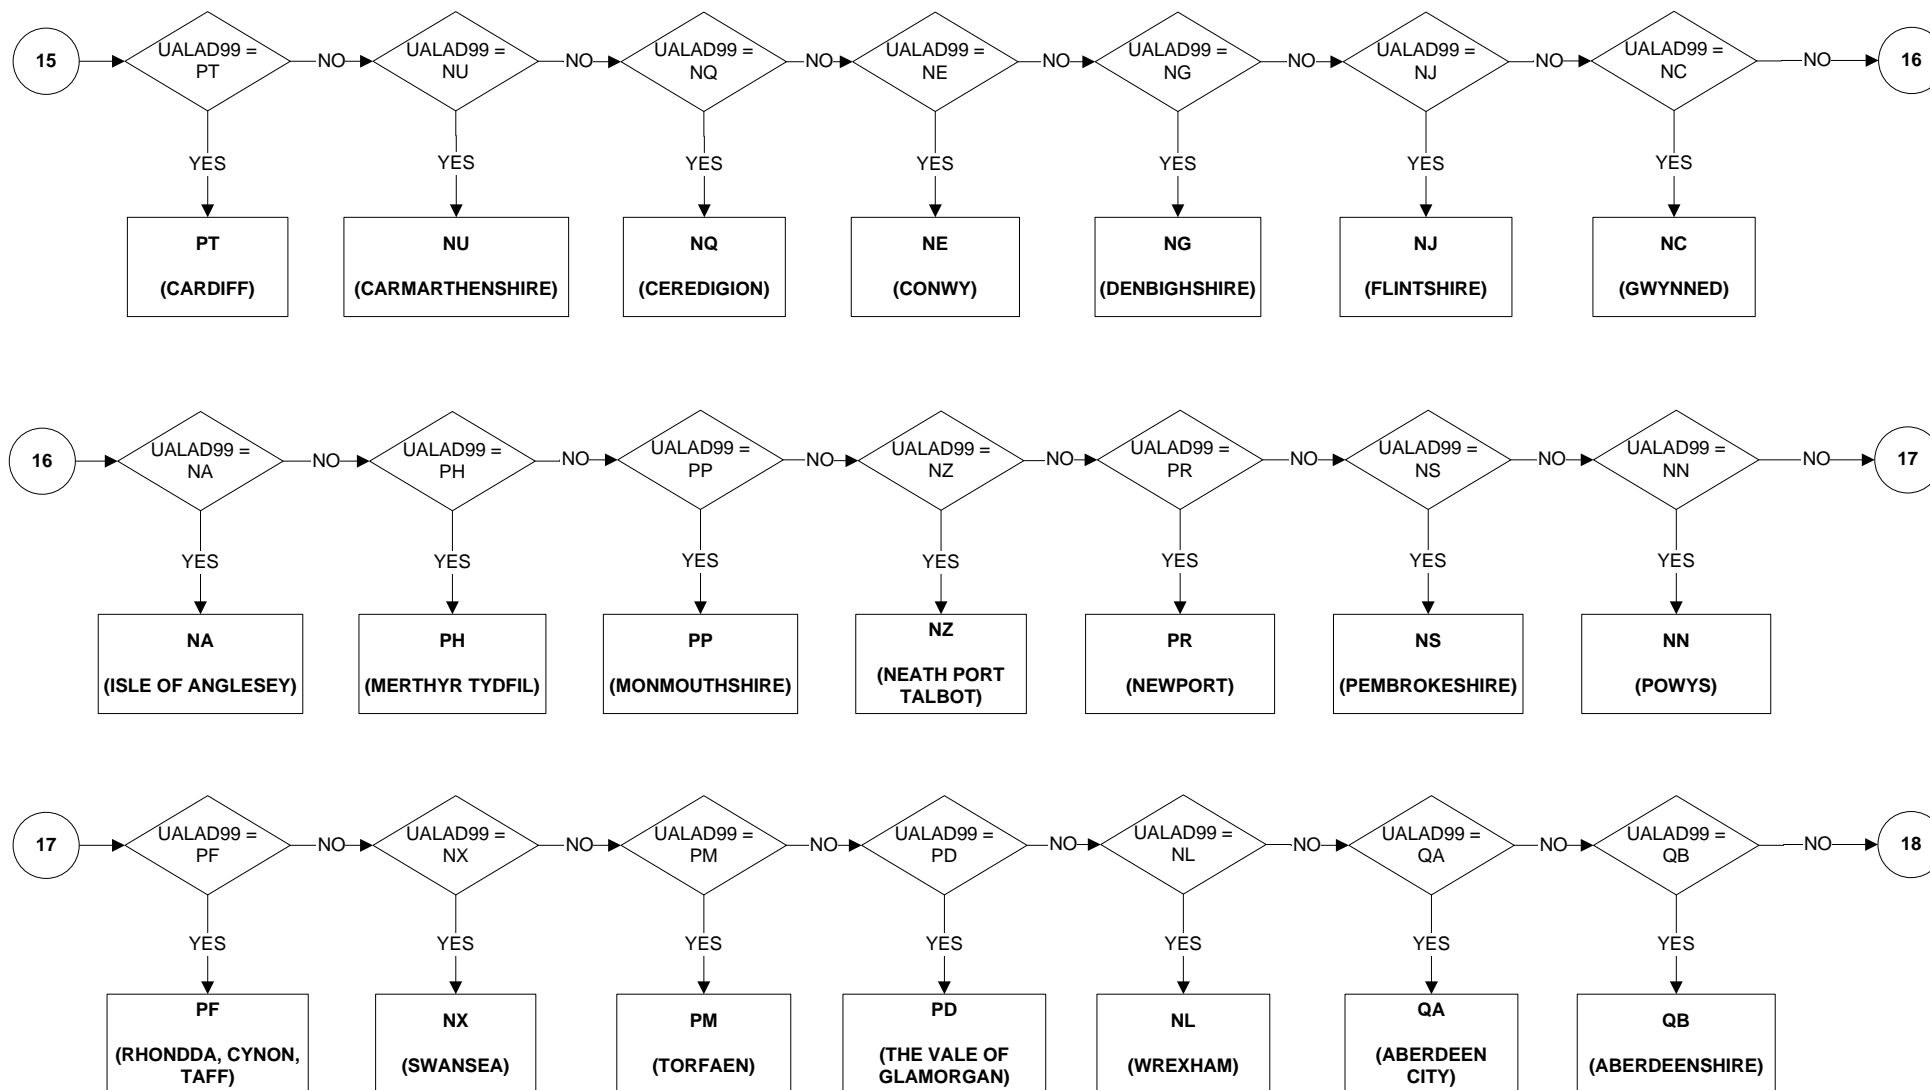 15
UALAD99 =
PT
NO
UALAD99 =
NU
NO
UALAD99 =
NQ
NO
UALAD99 =
NE
NO
UALAD99 =
NG
NO
UALAD99 =
NJ
NO
UALAD99 =
NC
NO
16
YES
YES
YES
YES
YES
YES
YES
PT
(CARDIFF)
NU
(CARMARTHENSHIRE)
NQ
(CEREDIGION)
NE
(CONWY)
NG
(DENBIGHSHIRE)
NJ
(FLINTSHIRE)
NC
(GWYNNED)
16
UALAD99 =
NA
NO
UALAD99 =
PH
NO
UALAD99 =
PP
NO
UALAD99 =
NZ
NO
UALAD99 =
PR
NO
UALAD99 =
NS
NO
UALAD99 =
NN
NO
17
YES
YES
YES
YES
YES
YES
YES
NA
(ISLE OF ANGLESEY)
PH
(MERTHYR TYDFIL)
PP
(MONMOUTHSHIRE)
NZ
(NEATH PORT
TALBOT)
PR
(NEWPORT)
NS
(PEMBROKESHIRE)
NN
(POWYS)
17
UALAD99 =
PF
NO
UALAD99 =
NX
NO
UALAD99 =
PM
NO
UALAD99 =
PD
NO
UALAD99 =
NL
NO
UALAD99 =
QA
NO
UALAD99 =
QB
NO
18
YES
YES
YES
YES
YES
YES
YES
PF
(RHONDDA, CYNON,
TAFF)
NX
(SWANSEA)
PM
(TORFAEN)
PD
(THE VALE OF
GLAMORGAN)
NL
(WREXHAM)
QA
(ABERDEEN
CITY)
QB
(ABERDEENSHIRE)